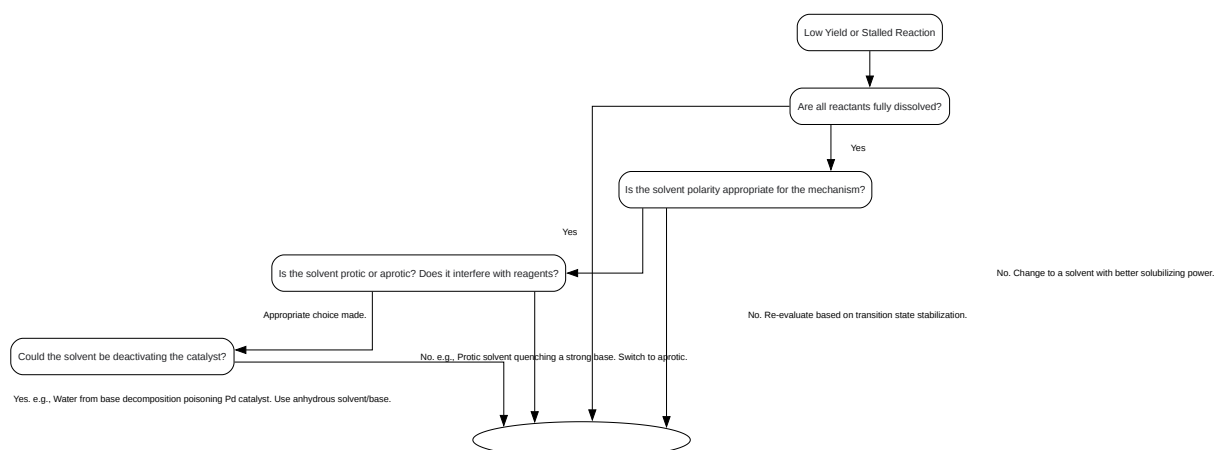 Low Yield or Stalled Reaction
Are all reactants fully dissolved?
Yes
Is the solvent polarity appropriate for the mechanism?
Yes
Is the solvent protic or aprotic? Does it interfere with reagents?
No. Change to a solvent with better solubilizing power.
Appropriate choice made.
No. Re-evaluate based on transition state stabilization.
Could the solvent be deactivating the catalyst?
No. e.g., Protic solvent quenching a strong base. Switch to aprotic.
Yes. e.g., Water from base decomposition poisoning Pd catalyst. Use anhydrous solvent/base.